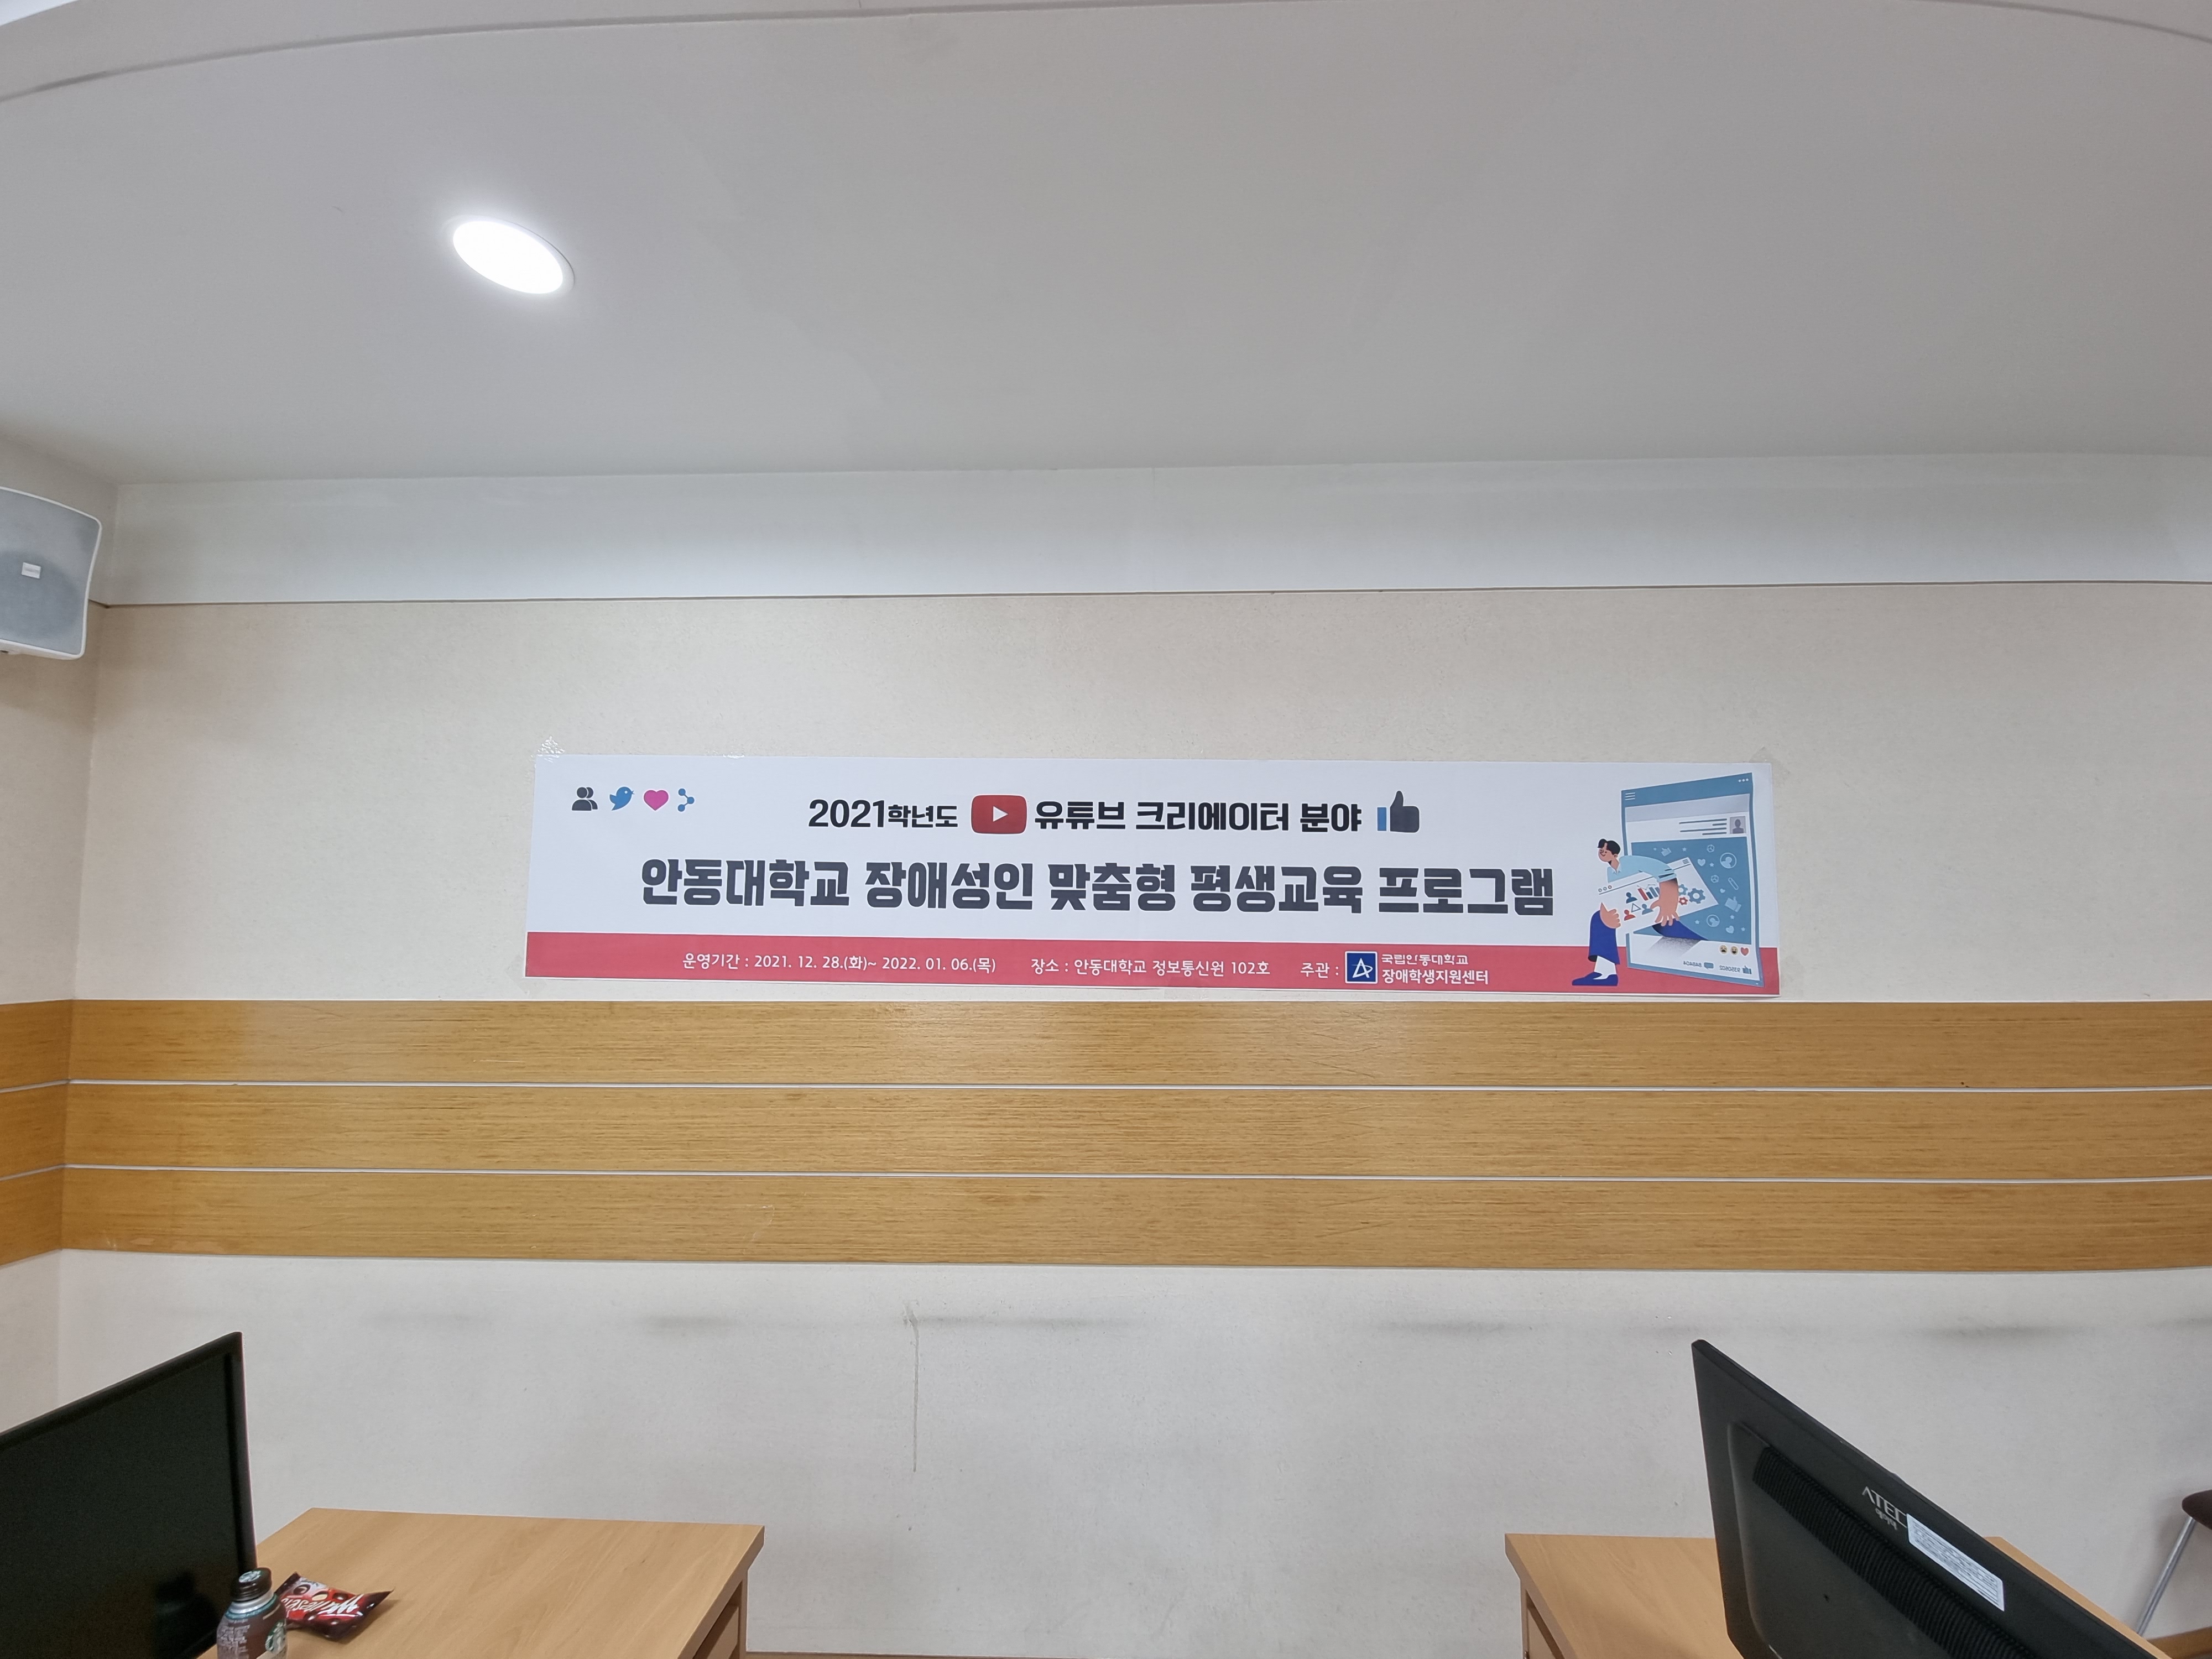 2021학년도 유튜브 크리에이터 분야
안동대학교 장애성인 맞춤형 평생교육 프로그램
운영기간 : 2021. 12. 28.(화)~ 2022. 01. 06.(목) 장소 : 안동대학교 정보통신원 102호 주관 : 국립안동대학교
장애학생지원센터
ATEC
에이텍